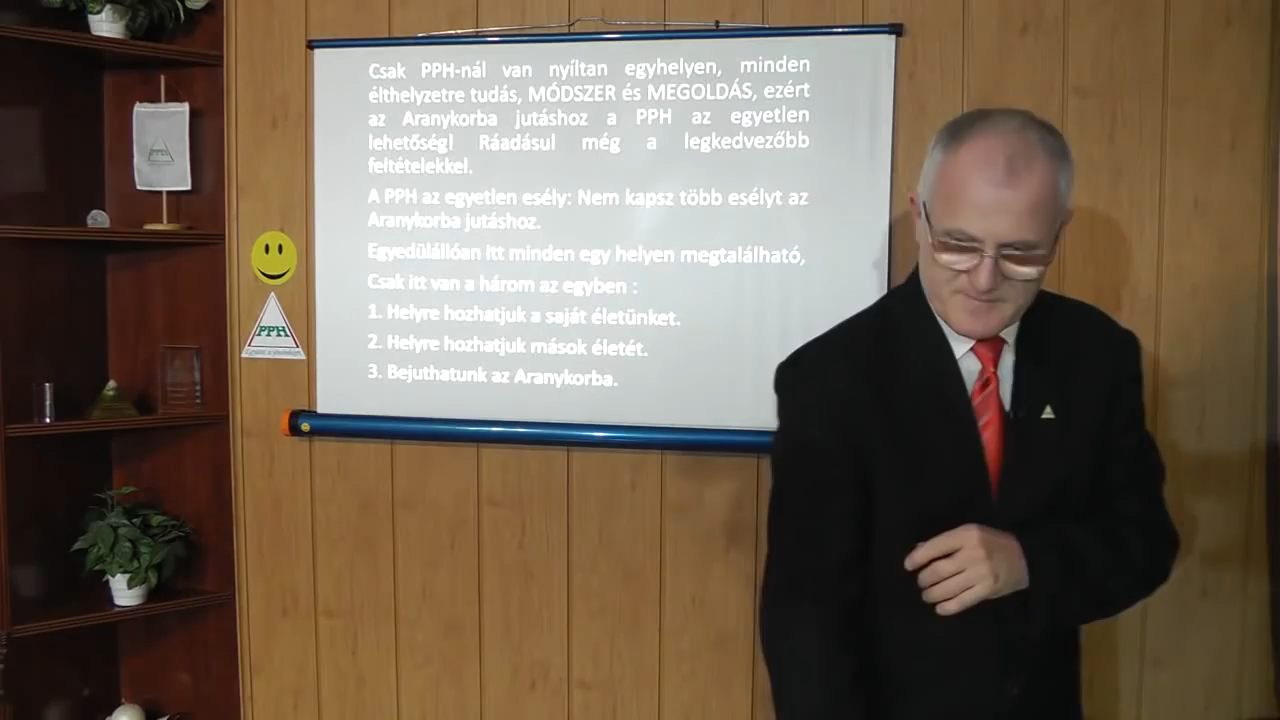 Csak PPH-nál van nyíltan egyhelyen, minden
élthelyzetre tudás, MÓDSZER és MEGOLDÁS, ezért
az Aranykorba jutáshoz a PPH az egyetlen
lehetőség! Ráadásul még a legkedvezőbb
feltételekkel.
A PPH az egyetlen esély: Nem kapsz több esélyt az
Aranykorba jutáshoz.
Egyedülállóan itt minden egy helyen megtalálható,
Csak itt van a három az egyben :
1. Helyre hozhatjuk a saját életünket.
2. Helyre hozhatjuk mások életét.
3. Bejuthatunk az Aranykorba.
PPH
PPH